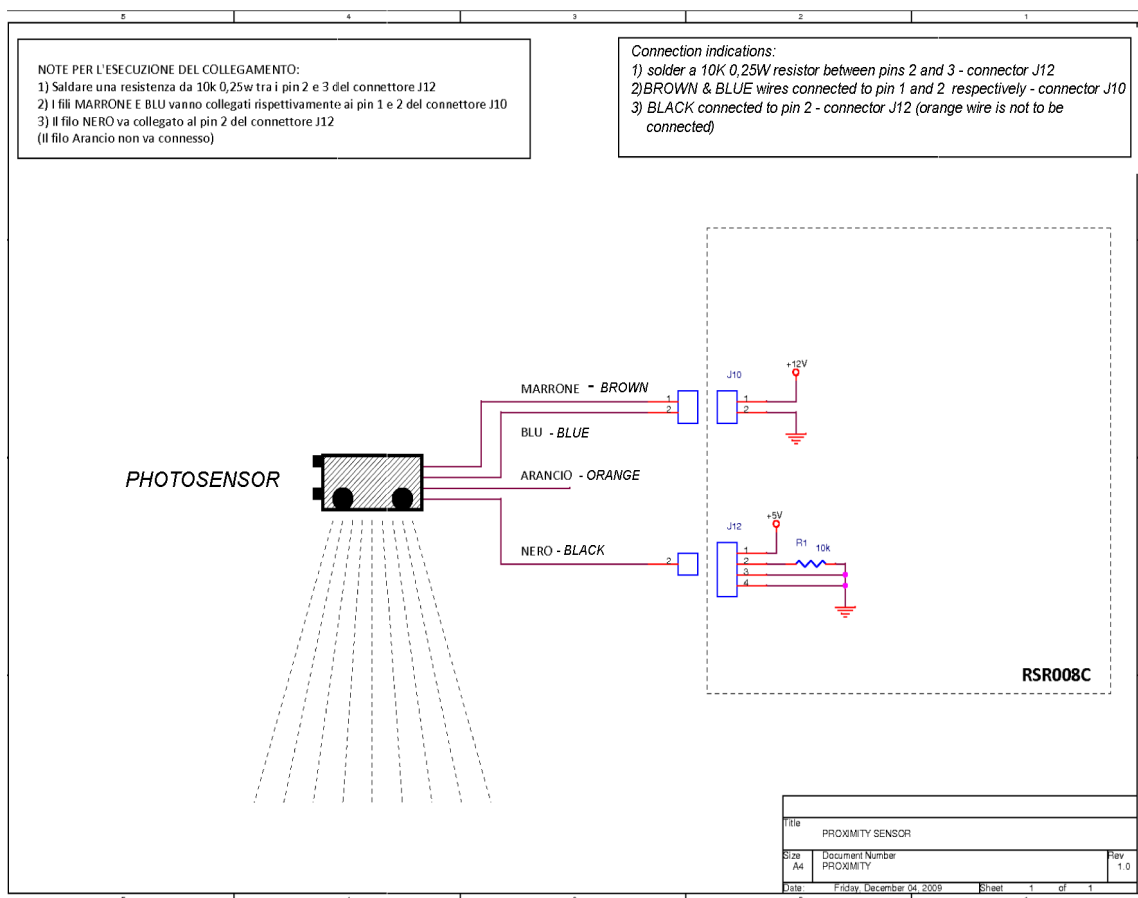 5 4 3 2 1
NOTE PER L'ESECUZIONE DEL COLLEGAMENTO:
1) Saldare una resistenza da 10k 0,25w tra i pin 2 e 3 del connettore J12
2) I fili MARRONE E BLU vanno collegati rispettivamente ai pin 1 e 2 del connettore J10
3) Il filo NERO va collegato al pin 2 del connettore J12
(Il filo Arancio non va connesso)
Connection indications:
1) solder a 10K 0,25W resistor between pins 2 and 3 - connector J12
2)BROWN & BLUE wires connected to pin 1 and 2 respectively - connector J10
3) BLACK connected to pin 2 - connector J12 (orange wire is not to be
connected)
+12V
J10
MARRONE - BROWN
1 1
2 2
BLU - BLUE
PHOTOSENSOR
ARANCIO - ORANGE
+5V
J12
R1 10k
NERO - BLACK
1
2 2
3
4
RSR008C
Title
PROXIMITY SENSOR
Size Document Number Rev
A4 PROXIMITY 1.0
Date: Friday, December 04, 2009 Sheet 1 of 1